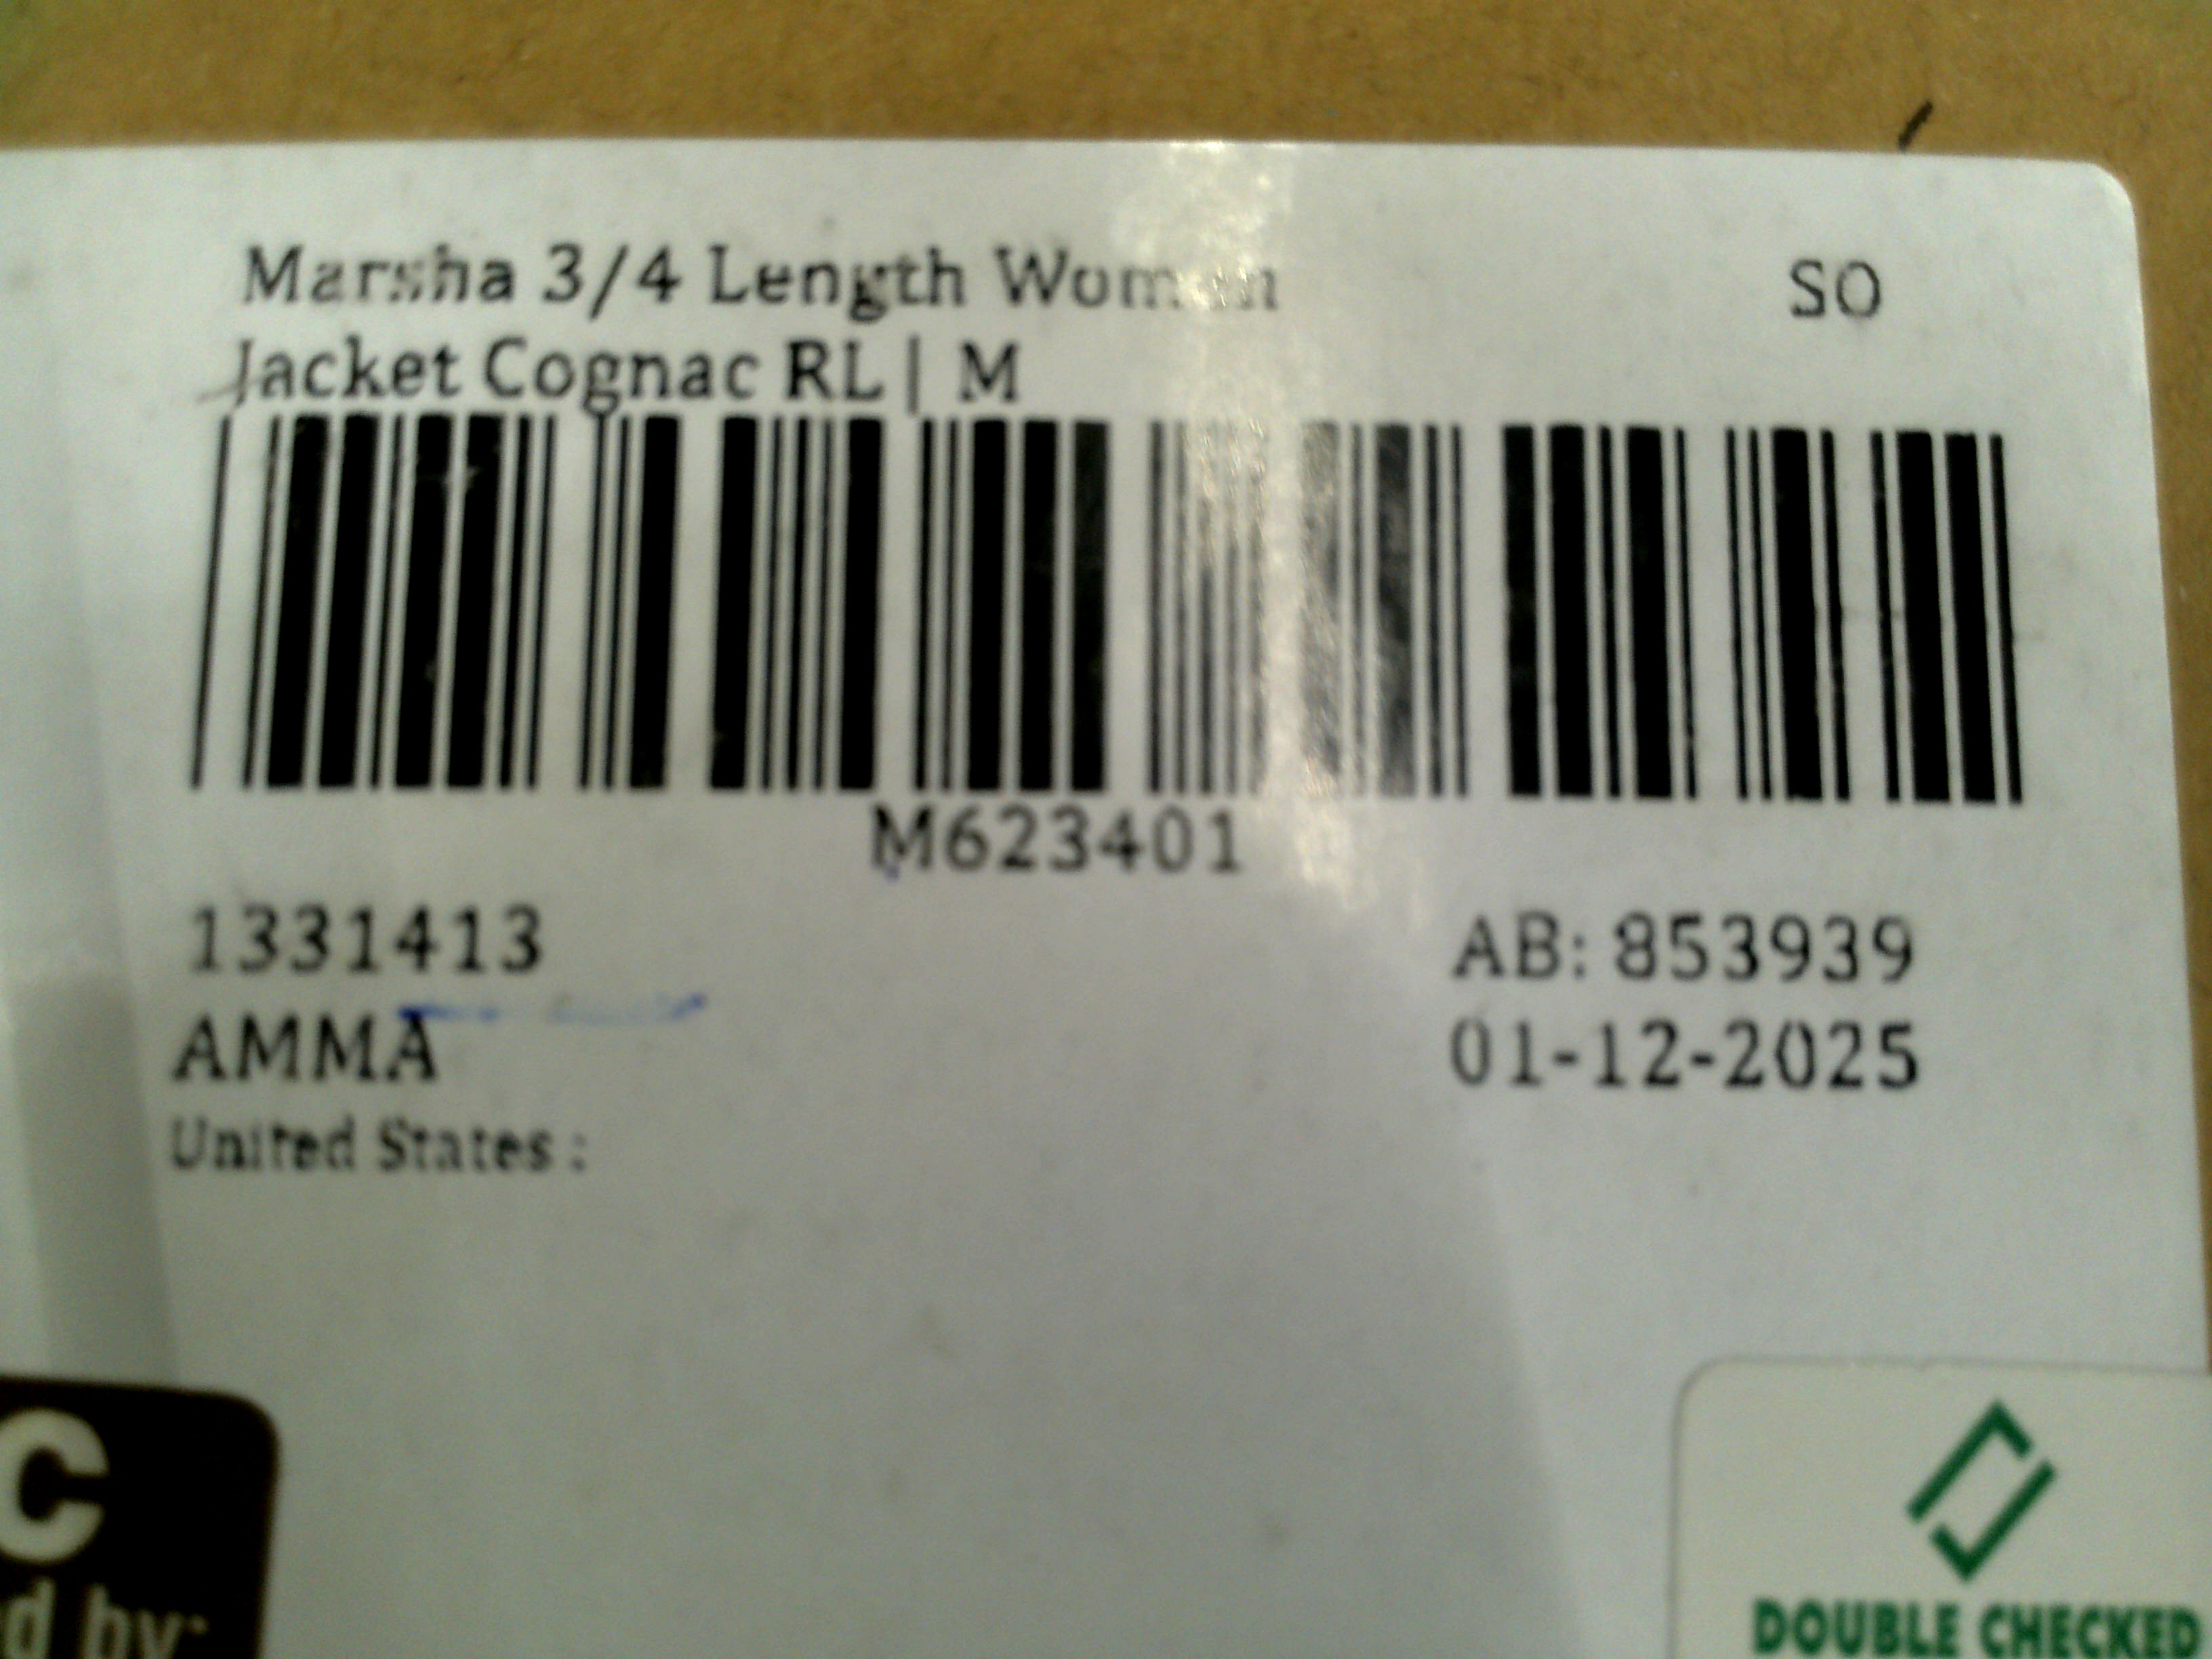 Marsha 3/4 Length Women
SO
Jacket Cognac RL | M
M623401
1331413
AB: 853939
AMMA
01-12-2025
United States :
C
d by:
DOUBLE CHECKED